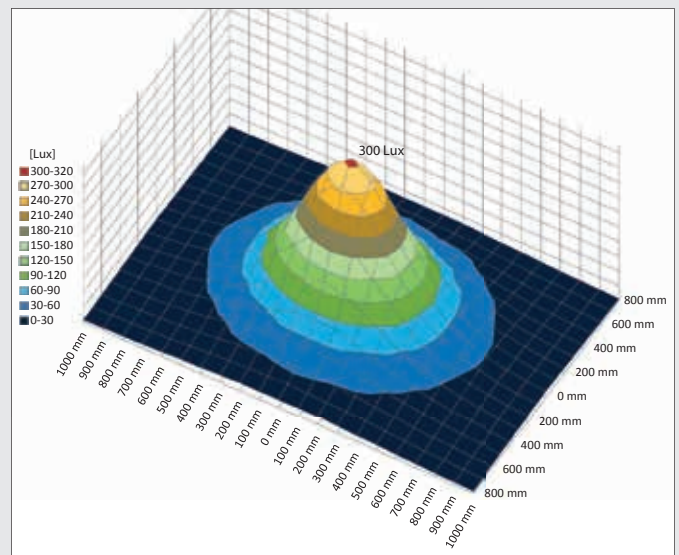 300 Lux
[Lux]
300-320
270-300
240-270
210-240
180-210
150-180
120-150
90-120
60-90
30-60
0-30
1000 mm
900 mm
800 mm
700 mm
600 mm
500 mm
400 mm
300 mm
200 mm
100 mm
0 mm
100 mm
200 mm
300 mm
400 mm
500 mm
600 mm
700 mm
800 mm
900 mm
1000 mm
800 mm
600 mm
400 mm
200 mm
0 mm
200 mm
400 mm
600 mm
800 mm